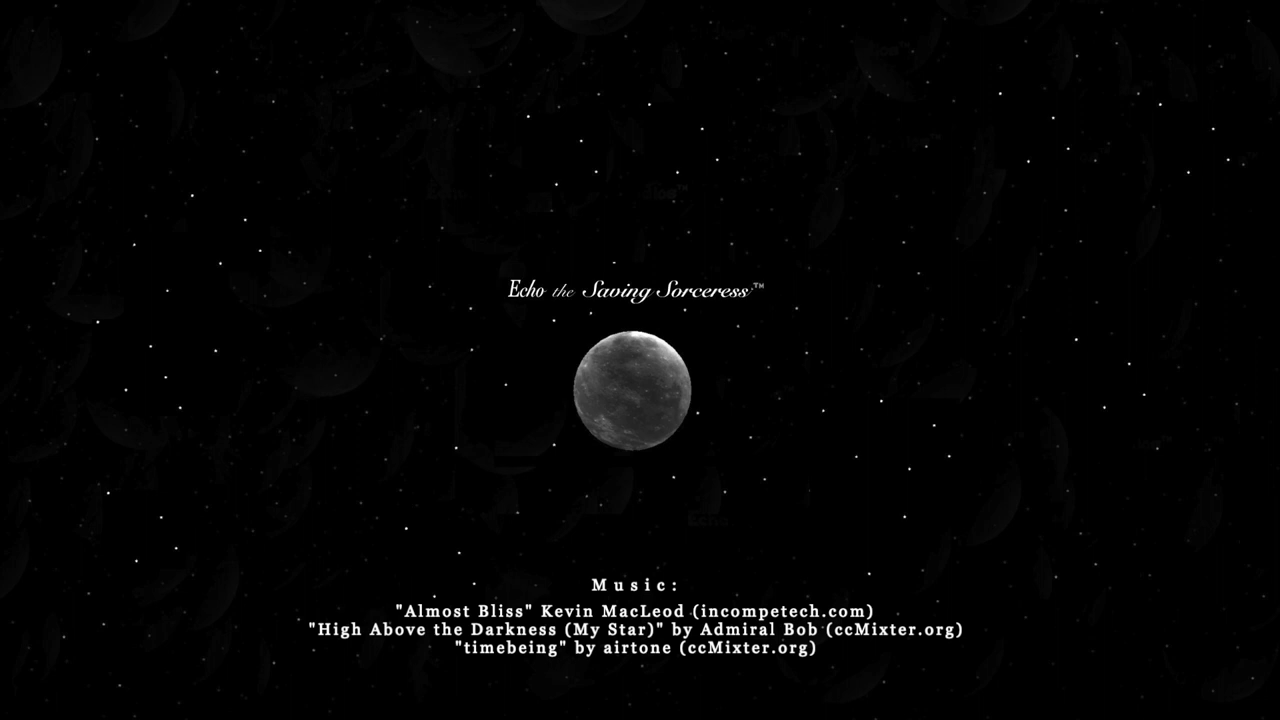 Echo the Saving Sorceress™
Music:
"Almost Bliss" Kevin MacLeod (incompetech.com)
"High Above the Darkness (My Star)" by Admiral Bob (ccMixter.org)
"timebeing" by airtone (ccMixter.org)